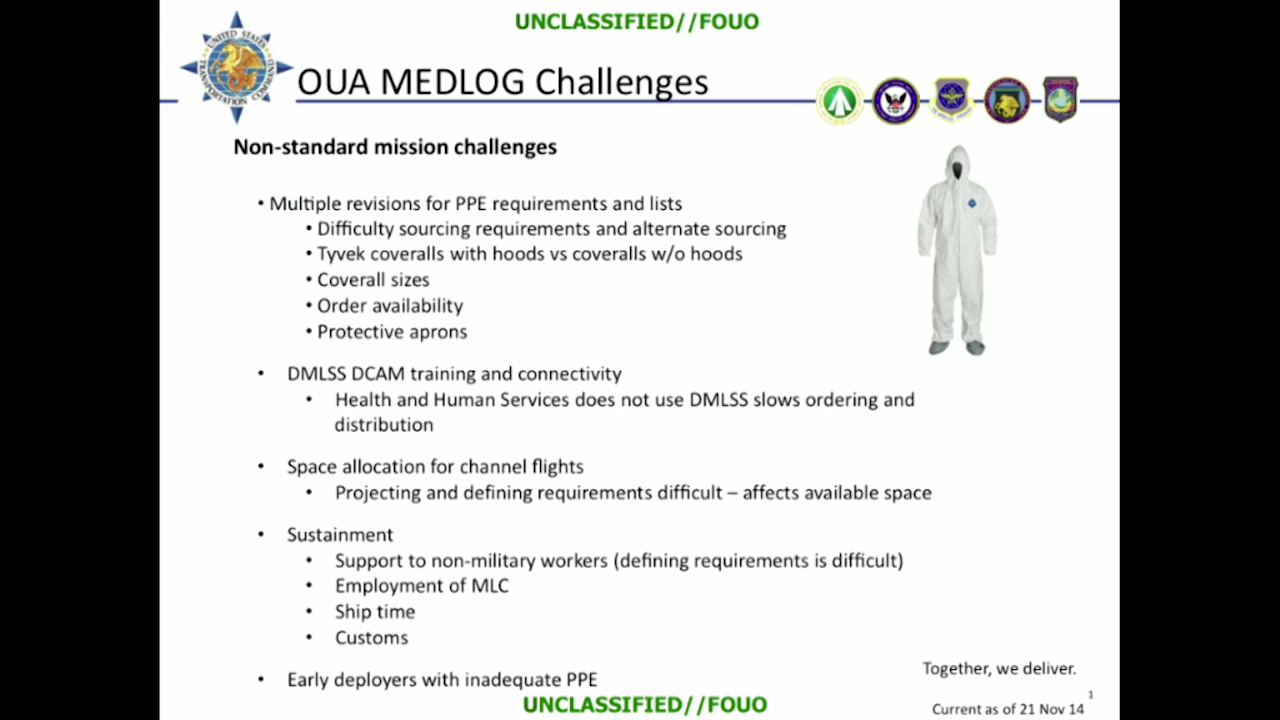 UNCLASSIFIED//FOUO
UNITED STATES
TRANSPORTATION COMMAND
OUA MEDLOG Challenges
Non-standard mission challenges
• Multiple revisions for PPE requirements and lists
• Difficulty sourcing requirements and alternate sourcing
• Tyvek coveralls with hoods vs coveralls w/o hoods
• Coverall sizes
• Order availability
• Protective aprons
• DMLSS DCAM training and connectivity
• Health and Human Services does not use DMLSS slows ordering and
distribution
• Space allocation for channel flights
• Projecting and defining requirements difficult – affects available space
• Sustainment
• Support to non-military workers (defining requirements is difficult)
• Employment of MLC
• Ship time
• Customs
• Early deployers with inadequate PPE
Together, we deliver.
UNCLASSIFIED//FOUO
1
Current as of 21 Nov 14